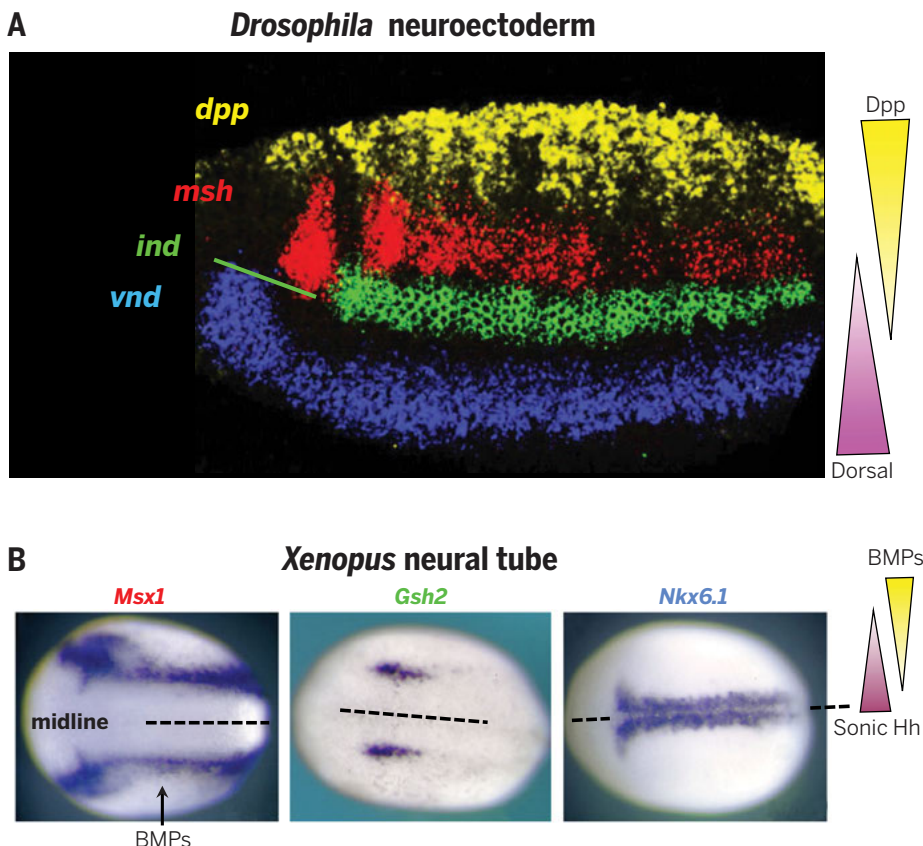 A
Drosophila neuroectoderm
dpp
msh
ind
vnd
Dpp
Dorsal
B
Xenopus neural tube
Msx1
Gsh2
Nkx6.1
BMPs
midline
Sonic Hh
BMPs